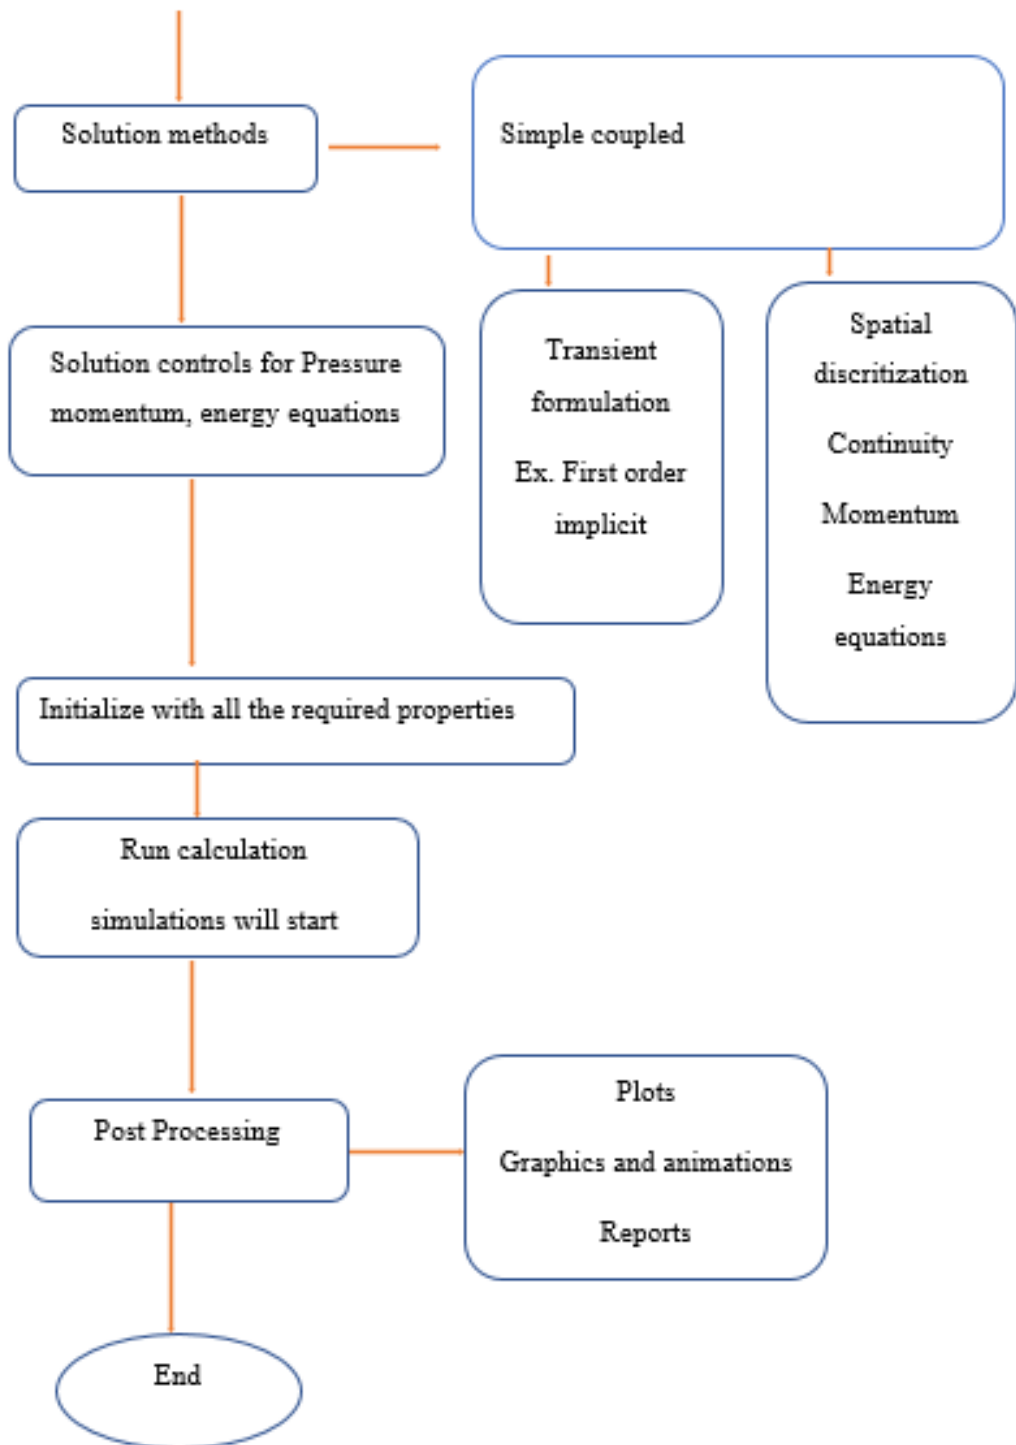 Solution methods
Simple coupled
Transient
formulation
Ex. First order
implicit
Spatial
discritization
Continuity
Momentum
Energy
equations
Solution controls for Pressure
momentum, energy equations
Initialize with all the required properties
Run calculation
simulations will start
Post Processing
Plots
Graphics and animations
Reports
End